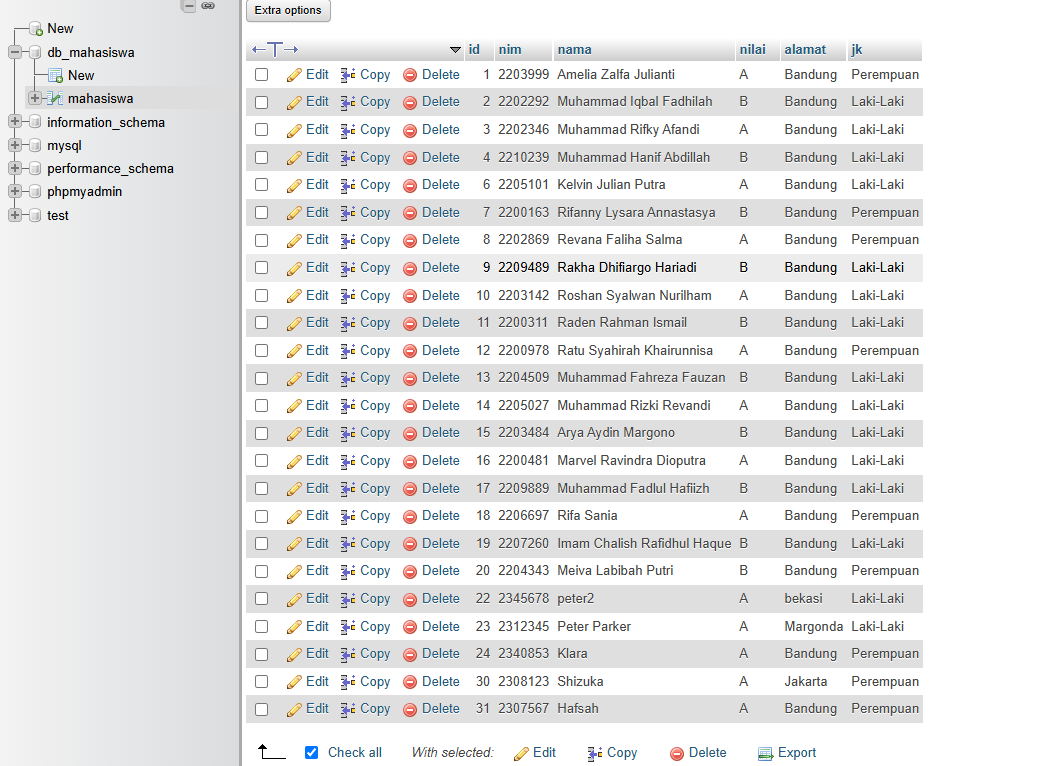 Extra options
New
db_mahasiswa
New
mahasiswa
information_schema
mysql
performance_schema
phpmyadmin
test
id nim nama nilai alamat jk
Edit Copy Delete 1 2203999 Amelia Zalfa Julianti A Bandung Perempuan
Edit Copy Delete 2 2202292 Muhammad Iqbal Fadhilah B Bandung Laki-Laki
Edit Copy Delete 3 2202346 Muhammad Rifky Afandi A Bandung Laki-Laki
Edit Copy Delete 4 2210239 Muhammad Hanif Abdillah B Bandung Laki-Laki
Edit Copy Delete 6 2205101 Kelvin Julian Putra A Bandung Laki-Laki
Edit Copy Delete 7 2200163 Rifanny Lysara Annastasya B Bandung Perempuan
Edit Copy Delete 8 2202869 Revana Faliha Salma A Bandung Perempuan
Edit Copy Delete 9 2209489 Rakha Dhifiargo Hariadi B Bandung Laki-Laki
Edit Copy Delete 10 2203142 Roshan Syalwan Nurilham A Bandung Laki-Laki
Edit Copy Delete 11 2200311 Raden Rahman Ismail B Bandung Laki-Laki
Edit Copy Delete 12 2200978 Ratu Syahirah Khairunnisa A Bandung Perempuan
Edit Copy Delete 13 2204509 Muhammad Fahreza Fauzan B Bandung Laki-Laki
Edit Copy Delete 14 2205027 Muhammad Rizki Revandi A Bandung Laki-Laki
Edit Copy Delete 15 2203484 Arya Aydin Margono B Bandung Laki-Laki
Edit Copy Delete 16 2200481 Marvel Ravindra Dioputra A Bandung Laki-Laki
Edit Copy Delete 17 2209889 Muhammad Fadlul Hafiizh B Bandung Laki-Laki
Edit Copy Delete 18 2206697 Rifa Sania A Bandung Perempuan
Edit Copy Delete 19 2207260 Imam Chalish Rafidhul Haque B Bandung Laki-Laki
Edit Copy Delete 20 2204343 Meiva Labibah Putri B Bandung Perempuan
Edit Copy Delete 22 2345678 peter2 A bekasi Laki-Laki
Edit Copy Delete 23 2312345 Peter Parker A Margonda Laki-Laki
Edit Copy Delete 24 2340853 Klara A Bandung Perempuan
Edit Copy Delete 30 2308123 Shizuka A Jakarta Perempuan
Edit Copy Delete 31 2307567 Hafsah A Bandung Perempuan
Check all With selected: Edit Copy Delete Export